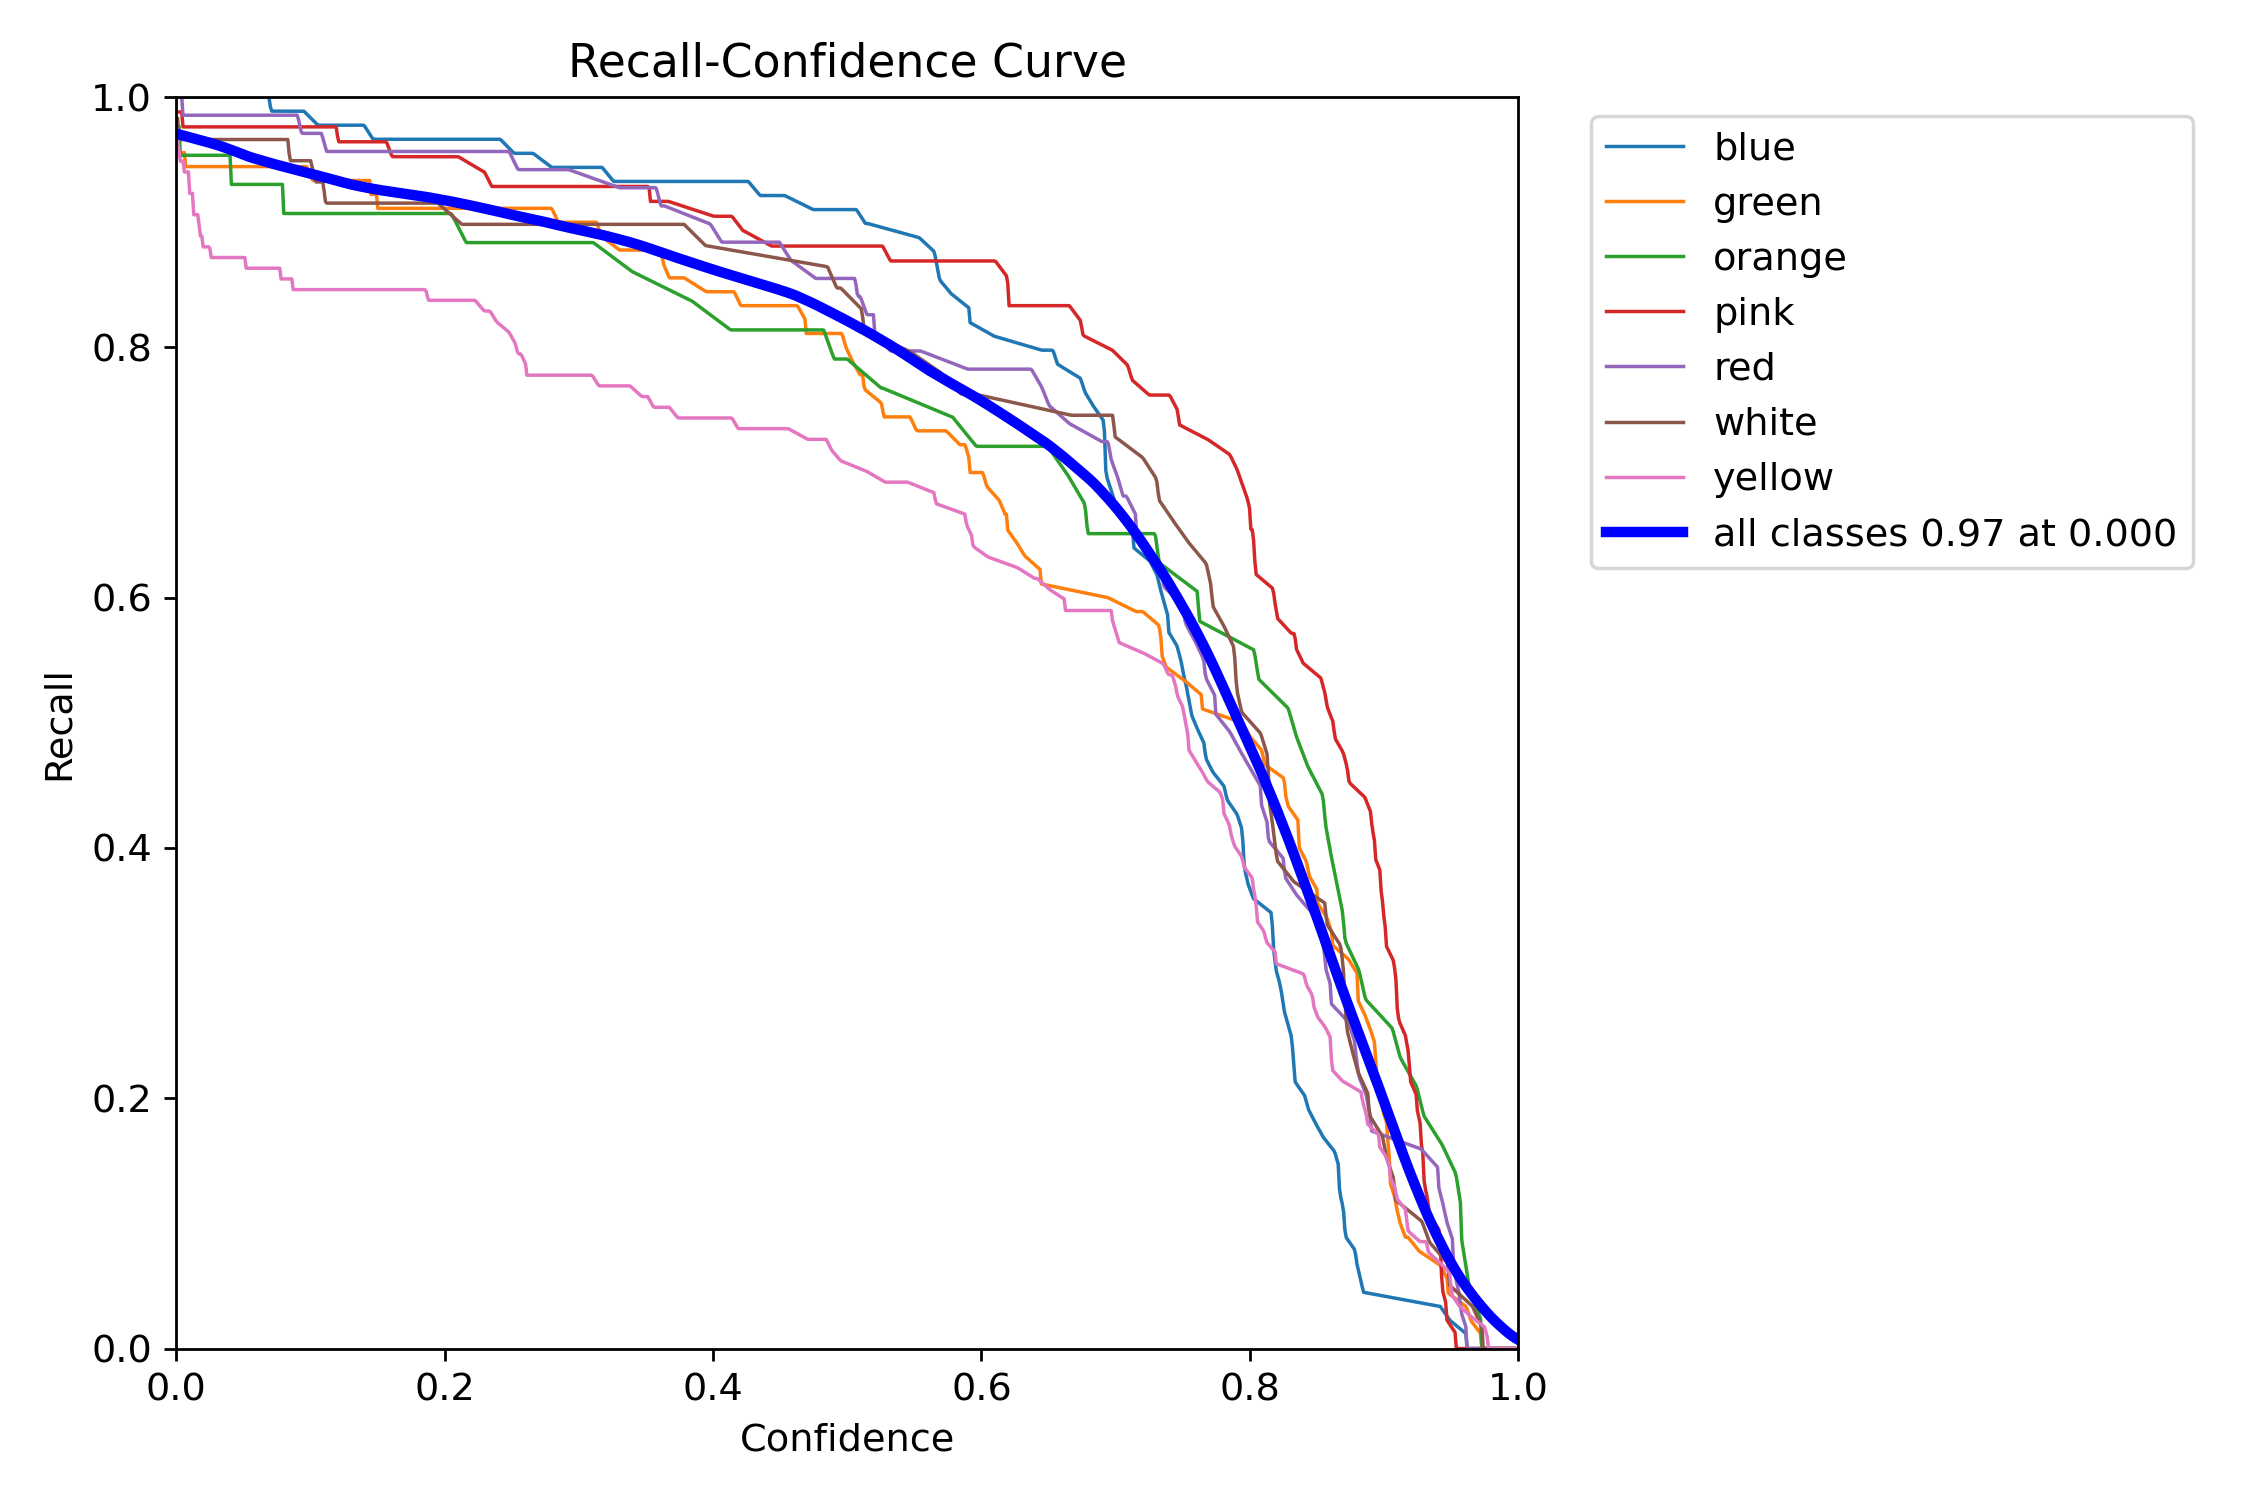 Recall-Confidence Curve
1.0
0.8
0.6
0.4
0.2
0.0
Recall
0.0 0.2 0.4 0.6 0.8 1.0
Confidence
blue
green
orange
pink
red
white
yellow
all classes 0.97 at 0.000